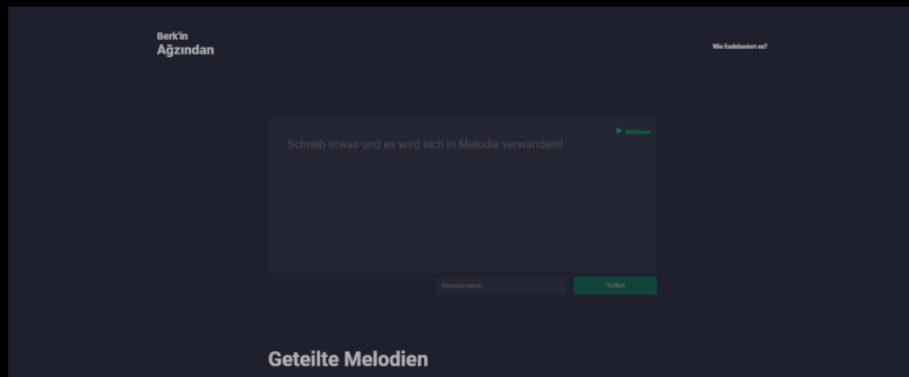 Berk'in
Ağzından
Wie funktioniert es?
Anhören
Schreib etwas und es wird sich in Melodie verwandeln!
Benutzername
Teilen
Geteilte Melodien